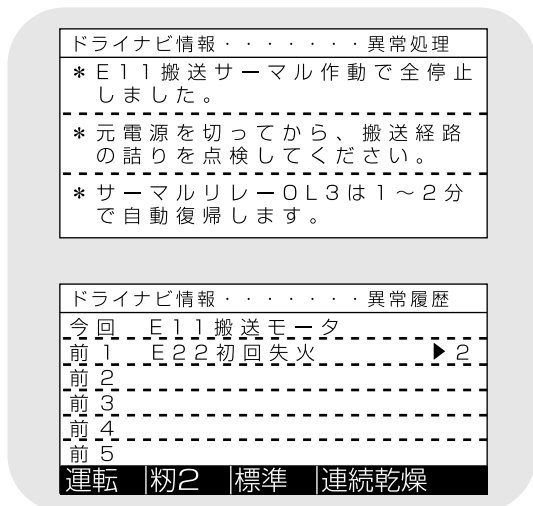 ドライナビ情報・・・・・・・異常処理
＊E11搬送サーマル作動で全停止
しました。
＊元電源を切ってから、搬送経路
の詰りを点検してください。
＊サーマルリレーOL3は1～2分
で自動復帰します。
ドライナビ情報・・・・・・・異常履歴
今回 E11搬送モータ
前1 E22初回失火 ▶2
前2
前3
前4
前5
運転 籾2 標準 連続乾燥